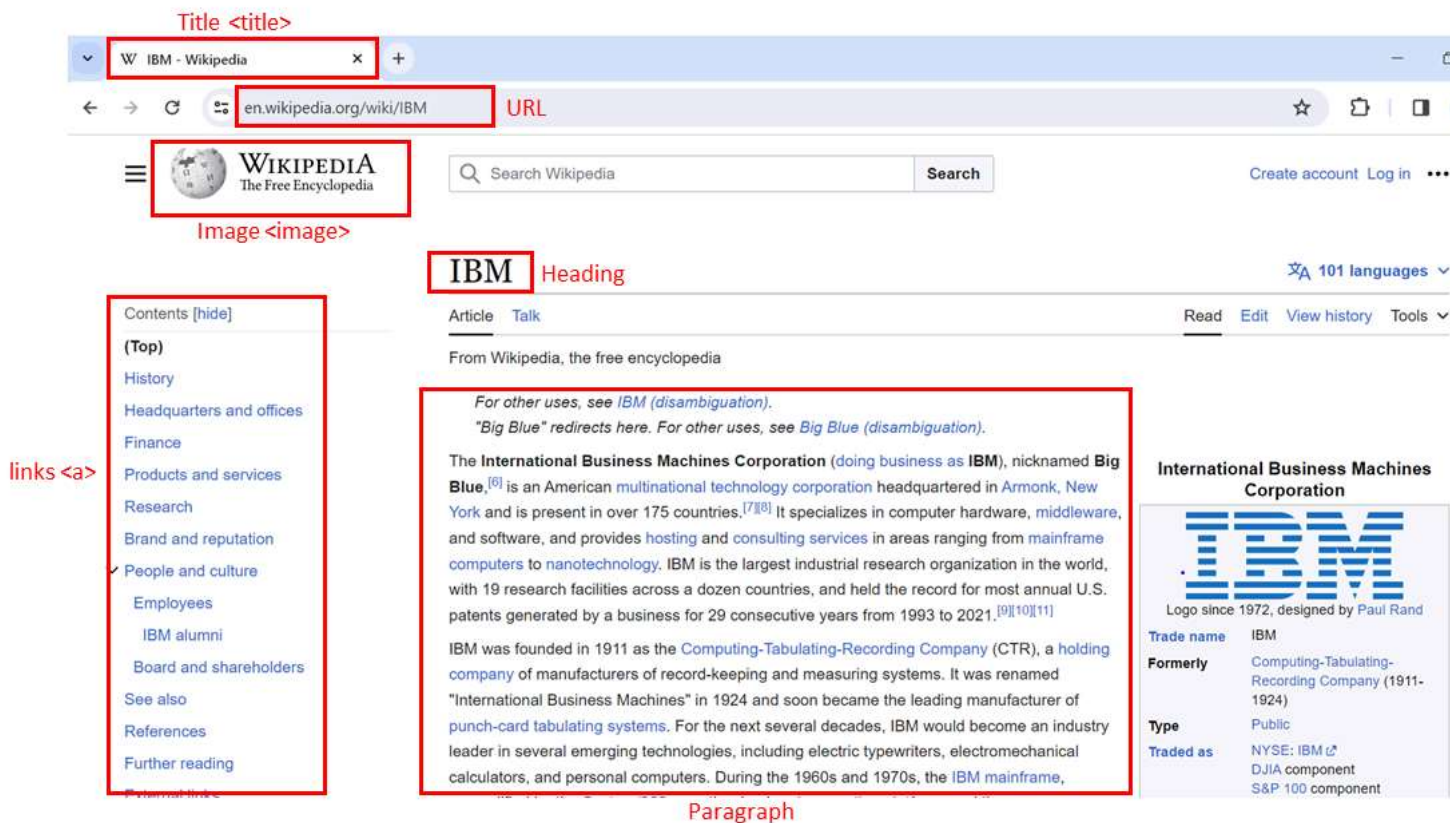 Title <title>
W IBM - Wikipedia
en.wikipedia.org/wiki/IBM
URL
WIKIPEDIA
The Free Encyclopedia
Search Wikipedia
Search
Create account Log in
Image <image>
IBM
Heading
101 languages
links <a>
Contents [hide]
(Top)
History
Headquarters and offices
Finance
Products and services
Research
Brand and reputation
People and culture
Employees
IBM alumni
Board and shareholders
See also
References
Further reading
External links
Article Talk
Read Edit View history Tools
From Wikipedia, the free encyclopedia
For other uses, see IBM (disambiguation).
"Big Blue" redirects here. For other uses, see Big Blue (disambiguation).
The International Business Machines Corporation (doing business as IBM), nicknamed Big
Blue,[6] is an American multinational technology corporation headquartered in Armonk, New
York and is present in over 175 countries.[7][8] It specializes in computer hardware, middleware,
and software, and provides hosting and consulting services in areas ranging from mainframe
computers to nanotechnology. IBM is the largest industrial research organization in the world,
with 19 research facilities across a dozen countries, and held the record for most annual U.S.
patents generated by a business for 29 consecutive years from 1993 to 2021.[9][10][11]
IBM was founded in 1911 as the Computing-Tabulating-Recording Company (CTR), a holding
company of manufacturers of record-keeping and measuring systems. It was renamed
"International Business Machines" in 1924 and soon became the leading manufacturer of
punch-card tabulating systems. For the next several decades, IBM would become an industry
leader in several emerging technologies, including electric typewriters, electromechanical
calculators, and personal computers. During the 1960s and 1970s, the IBM mainframe,
Paragraph
International Business Machines
Corporation
IBM
Logo since 1972, designed by Paul Rand
Trade name IBM
Formerly Computing-Tabulating-
Recording Company (1911-
1924)
Type Public
Traded as NYSE: IBM
DJIA component
S&P 100 component